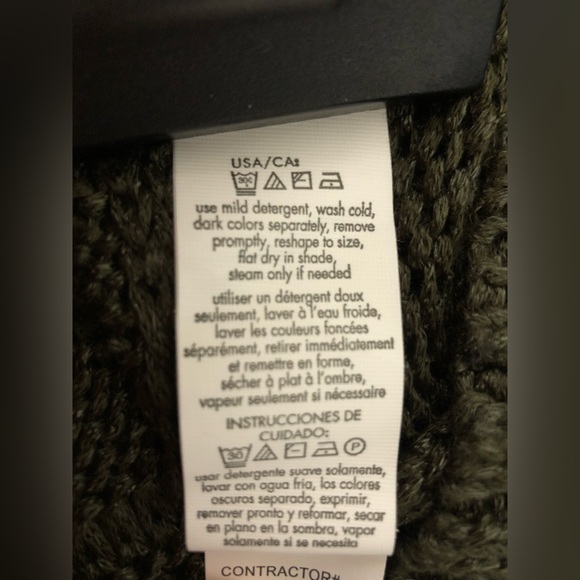 USA/CA:
30C
use mild detergent, wash cold,
dark colors separately, remove
promptly, reshape to size,
flat dry in shade,
steam only if needed
utiliser un détergent doux
seulement, laver à l'eau froide,
laver les couleurs foncées
séparément, retirer immédiatement
et remettre en forme,
sécher à plat à l'ombre,
vapeur seulement si nécessaire
INSTRUCCIONES DE
CUIDADO:
30 P
usar detergente suave solamente,
lavar con agua fria, los colores
oscuros separado, exprimir,
remover pronto y reformar, secar
en plano en la sombra, vapor
solamente si se necesita
CONTRACTOR#